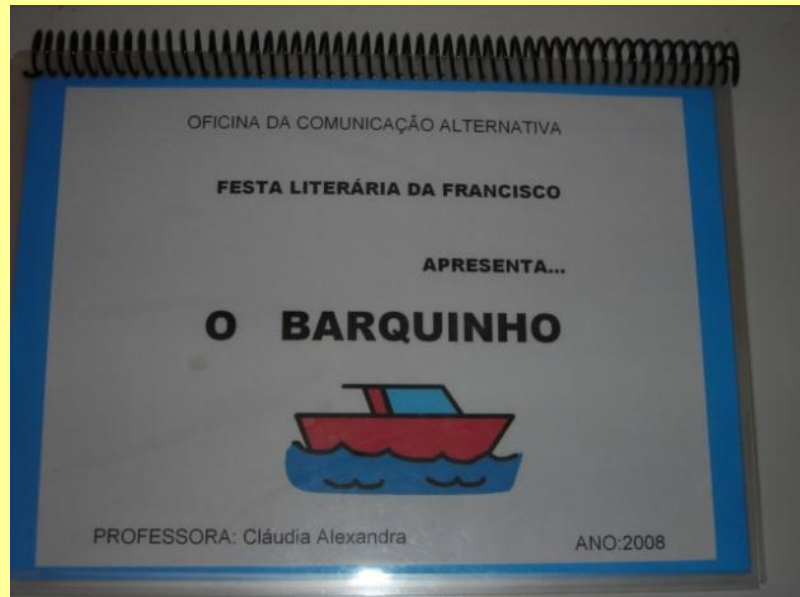 OFICINA DA COMUNICAÇÃO ALTERNATIVA
FESTA LITERÁRIA DA FRANCISCO
APRESENTA...
O BARQUINHO
PROFESSORA: Cláudia Alexandra
ANO:2008